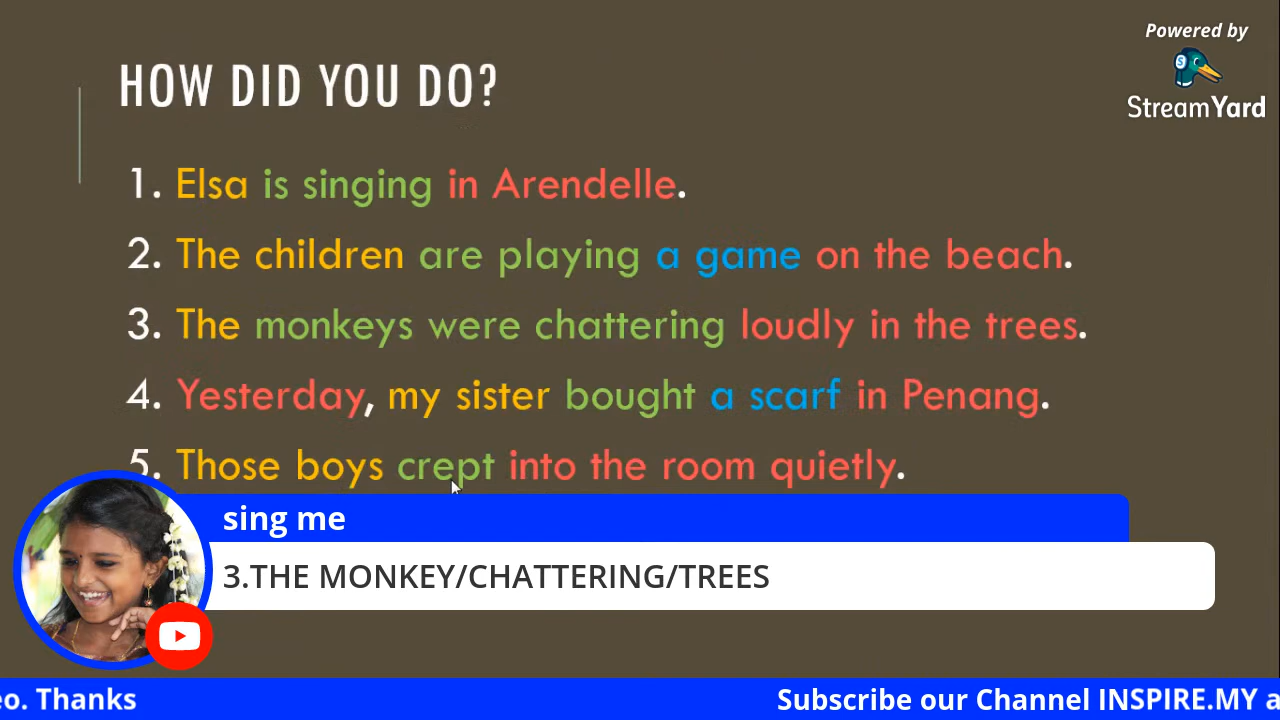 Powered by
StreamYard
HOW DID YOU DO?
1. Elsa is singing in Arendelle.
2. The children are playing a game on the beach.
3. The monkeys were chattering loudly in the trees.
4. Yesterday, my sister bought a scarf in Penang.
5. Those boys crept into the room quietly.
sing me
3.THE MONKEY/CHATTERING/TREES
eo. Thanks Subscribe our Channel INSPIRE.MY a